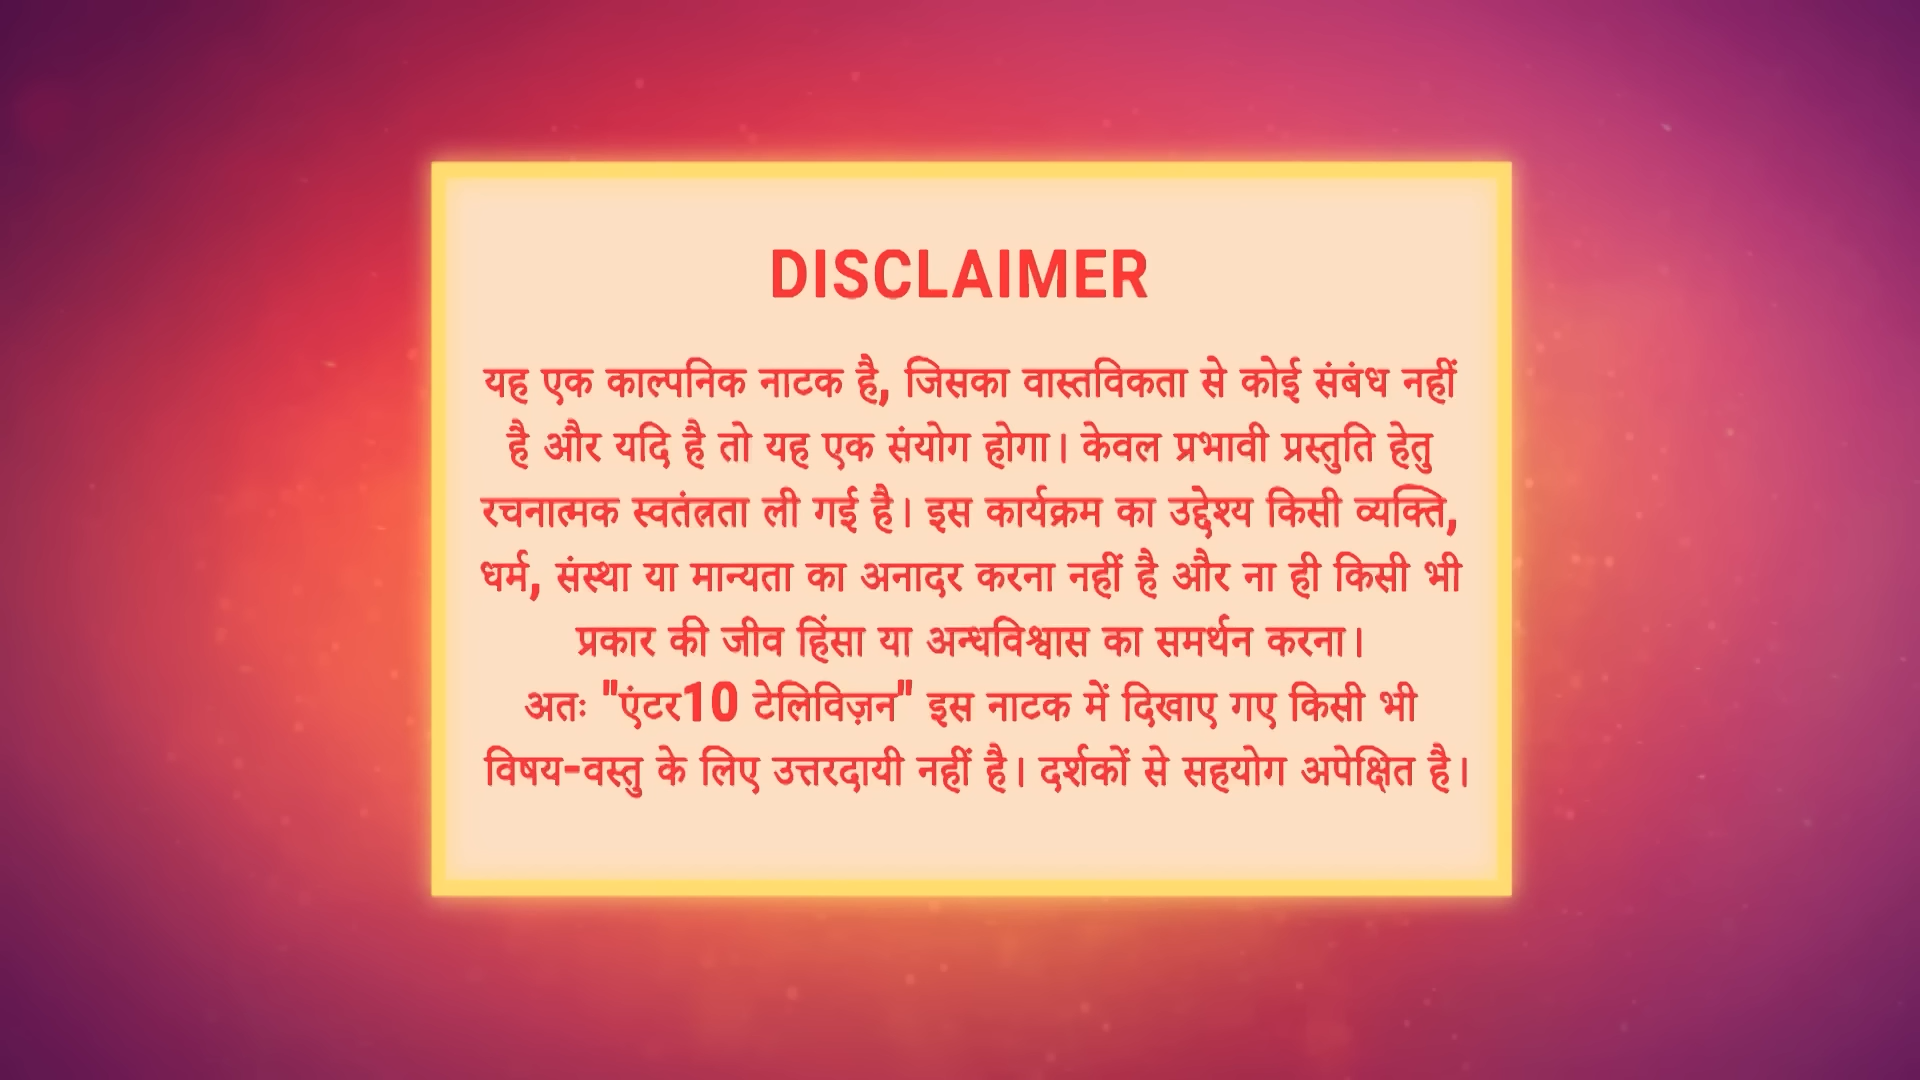 DISCLAIMER
यह एक काल्पनिक नाटक है, जिसका वास्तविकता से कोई संबंध नहीं
है और यदि है तो यह एक संयोग होगा। केवल प्रभावी प्रस्तुति हेतु
रचनात्मक स्वतंत्रता ली गई है। इस कार्यक्रम का उद्देश्य किसी व्यक्ति,
धर्म, संस्था या मान्यता का अनादर करना नहीं है और ना ही किसी भी
प्रकार की जीव हिंसा या अन्धविश्वास का समर्थन करना।
अतः "एंटर10 टेलिविज़न" इस नाटक में दिखाए गए किसी भी
विषय-वस्तु के लिए उत्तरदायी नहीं है। दर्शकों से सहयोग अपेक्षित है।